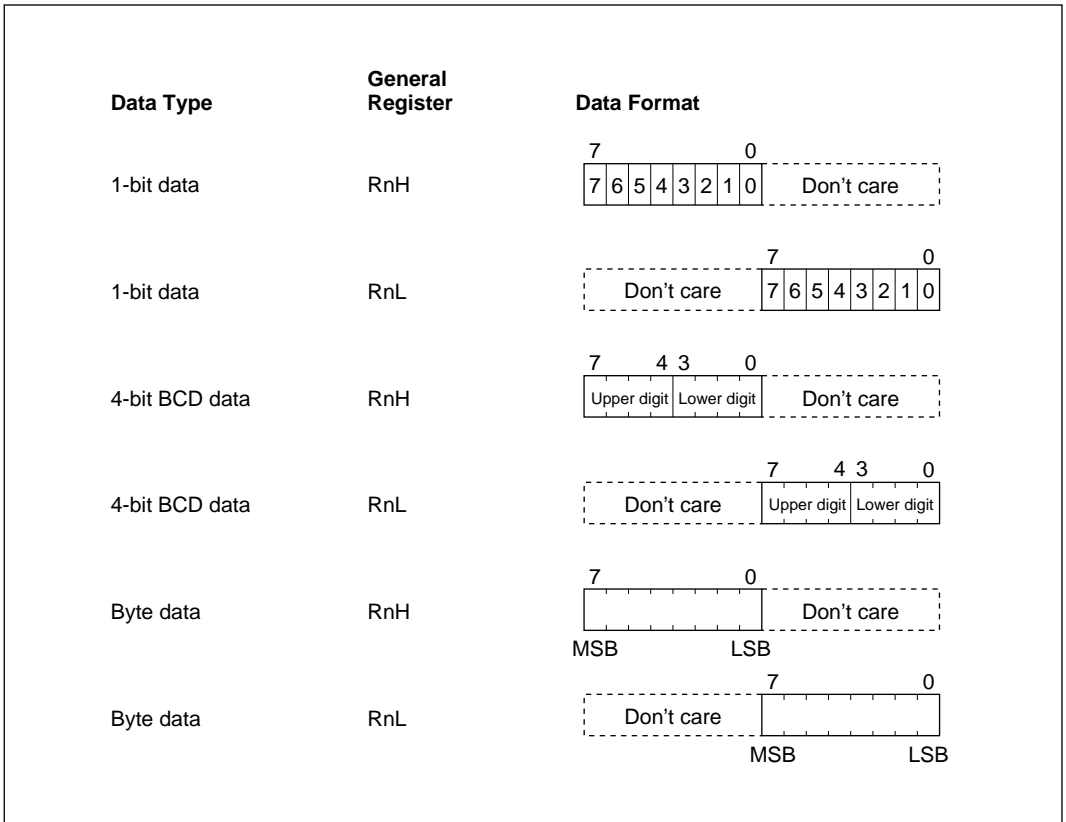 General
Data Type Register Data Format
7 0
1-bit data RnH 7 6 5 4 3 2 1 0 Don't care
7 0
1-bit data RnL Don't care 7 6 5 4 3 2 1 0
7 4 3 0
4-bit BCD data RnH Upper digit Lower digit Don't care
7 4 3 0
4-bit BCD data RnL Don't care Upper digit Lower digit
7 0
Byte data RnH Don't care
MSB LSB
7 0
Byte data RnL Don't care
MSB LSB